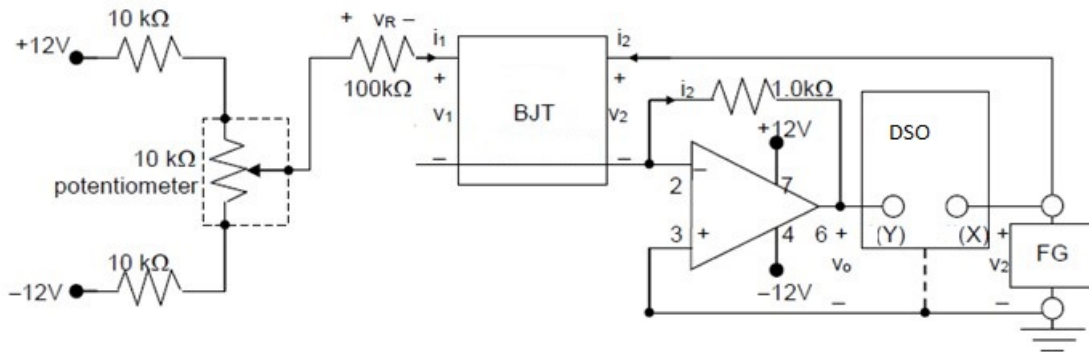 10 kΩ
+12V
+ vR –
100kΩ
i1
+
v1
–
BJT
i2
+
v2
–
i2
1.0kΩ
+12V
DSO
10 kΩ
potentiometer
–
2
7
3
+
4
6
+
vo
–
(Y)
(X)
+
v2
–
FG
10 kΩ
–12V
–12V